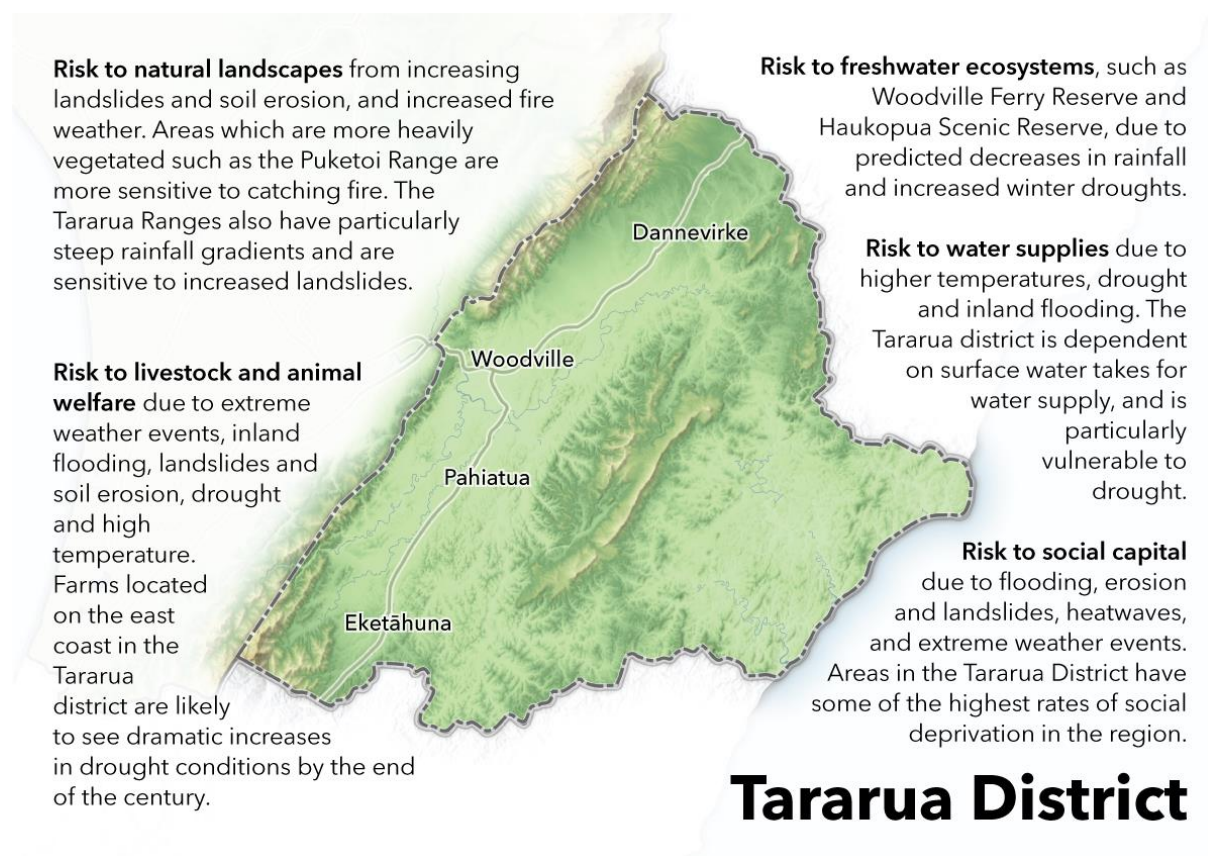 Risk to natural landscapes from increasing
landslides and soil erosion, and increased fire
weather. Areas which are more heavily
vegetated such as the Puketoi Range are
more sensitive to catching fire. The
Tararua Ranges also have particularly
steep rainfall gradients and are
sensitive to increased landslides.
Risk to livestock and animal
welfare due to extreme
weather events, inland
flooding, landslides and
soil erosion, drought
and high
temperature.
Farms located
on the east
coast in the
Tararua
district are likely
to see dramatic increases
in drought conditions by the end
of the century.
Dannevirke
Woodville
Pahiatua
Eketāhuna
Risk to freshwater ecosystems, such as
Woodville Ferry Reserve and
Haukopua Scenic Reserve, due to
predicted decreases in rainfall
and increased winter droughts.
Risk to water supplies due to
higher temperatures, drought
and inland flooding. The
Tararua district is dependent
on surface water takes for
water supply, and is
particularly
vulnerable to
drought.
Risk to social capital
due to flooding, erosion
and landslides, heatwaves,
and extreme weather events.
Areas in the Tararua District have
some of the highest rates of social
deprivation in the region.
Tararua District